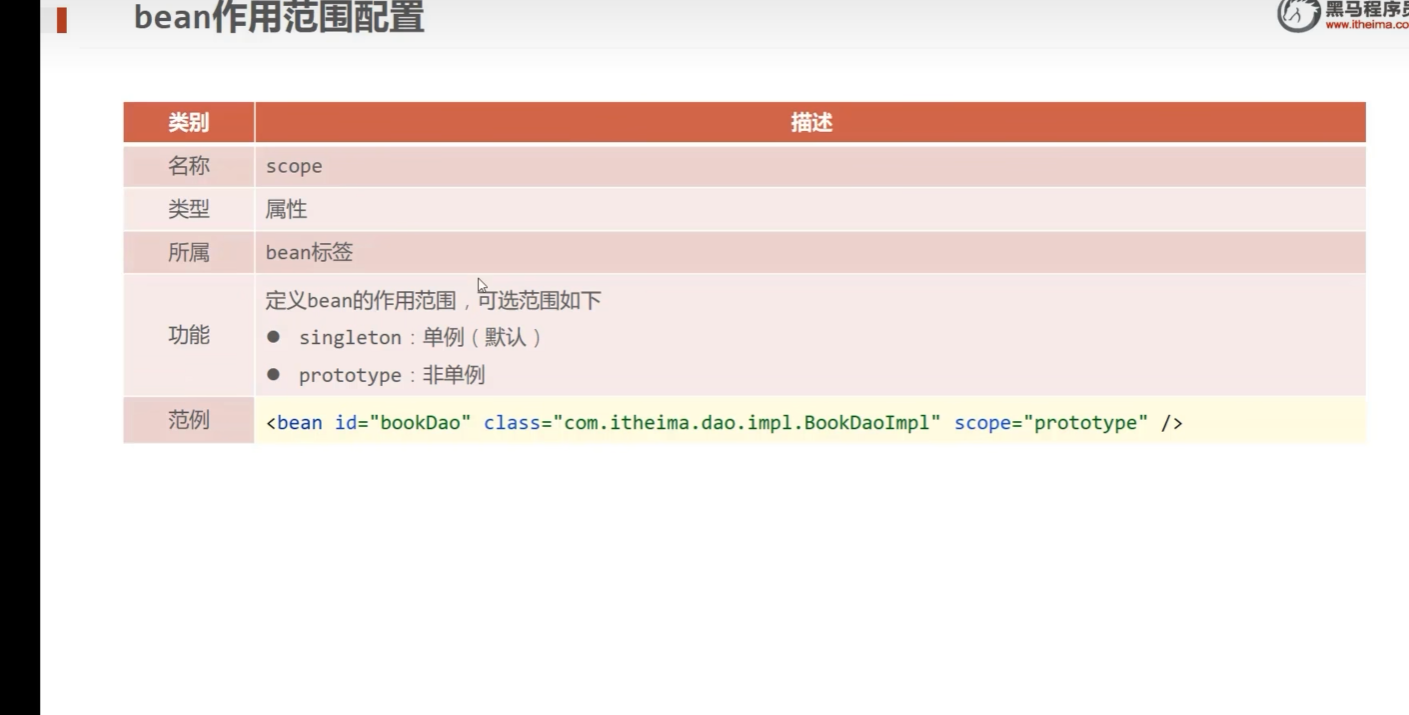 bean作用范围配置
黑马程序员
www.itheima.co
类别 描述
名称 scope
类型 属性
所属 bean标签
功能 定义bean的作用范围，可选范围如下
● singleton：单例（默认）
● prototype：非单例
范例 <bean id="bookDao" class="com.itheima.dao.impl.BookDaoImpl" scope="prototype" />